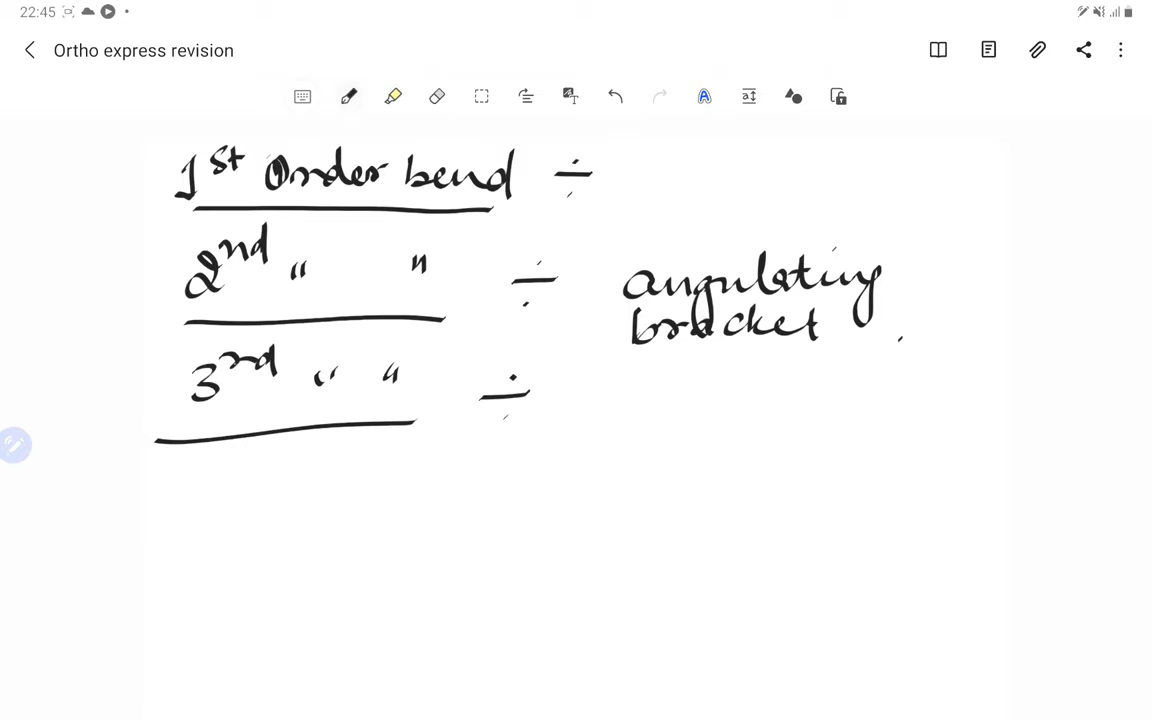 22:45
Ortho express revision
1st Order bend ÷
2nd " " ÷ angulating
bracket
3rd " " ÷